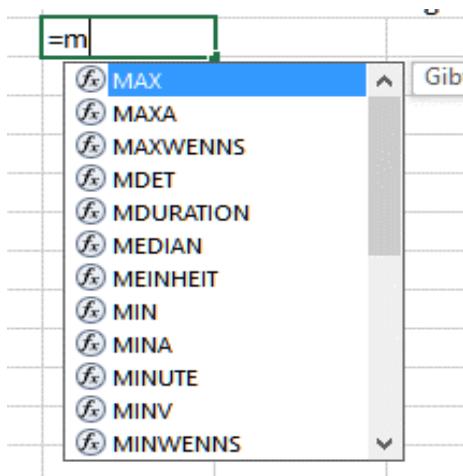 =m
MAX
Gib
MAXA
MAXWENNS
MDET
MDURATION
MEDIAN
MEINHEIT
MIN
MINA
MINUTE
MINV
MINWENNS